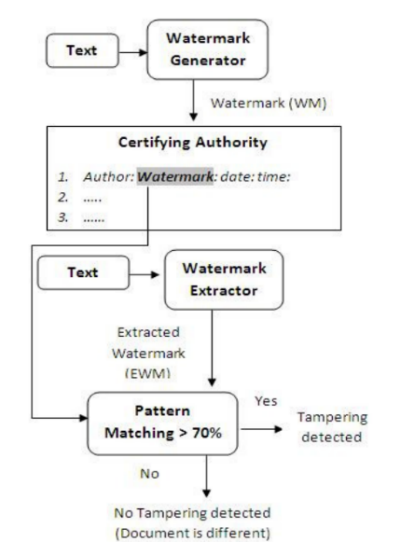 Text
Watermark
Generator
Watermark (WM)
Certifying Authority
1. Author: Watermark: date: time:
2. .....
3. ......
Text
Watermark
Extractor
Extracted
Watermark
(EWM)
Pattern
Matching > 70%
Yes
Tampering
detected
No
No Tampering detected
(Document is different)